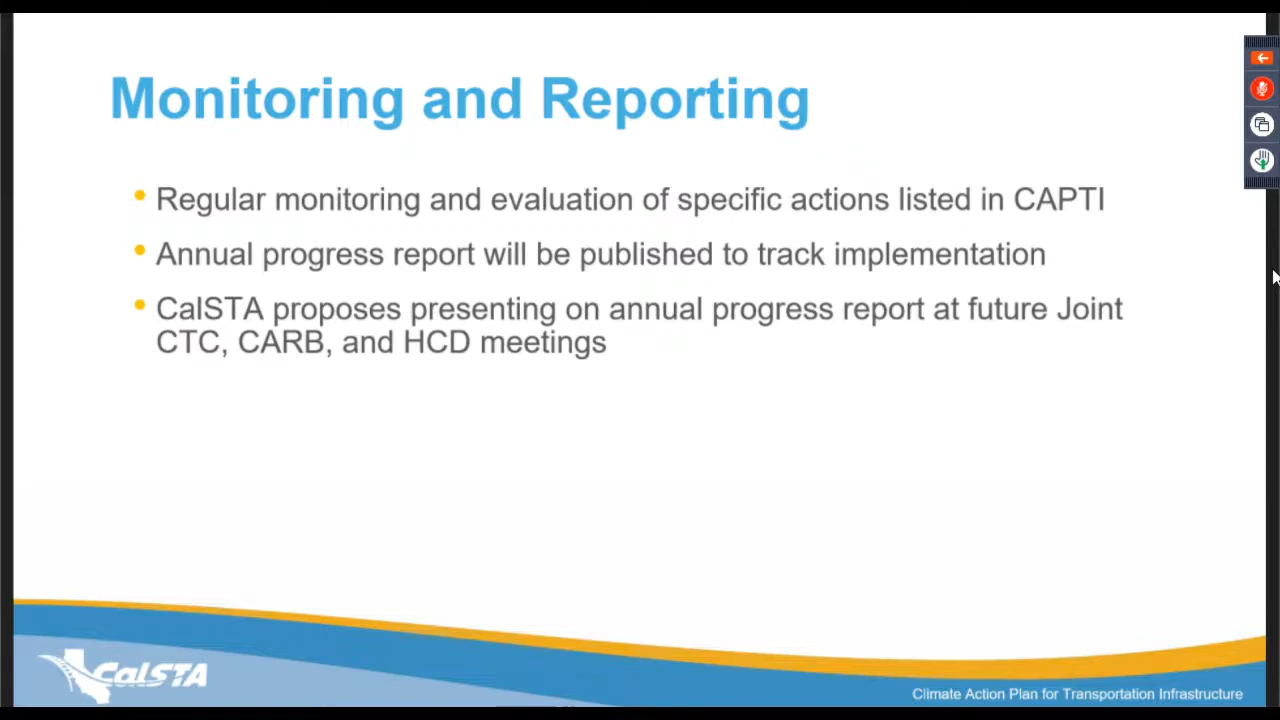 Monitoring and Reporting
• Regular monitoring and evaluation of specific actions listed in CAPTI
• Annual progress report will be published to track implementation
• CalSTA proposes presenting on annual progress report at future Joint
CTC, CARB, and HCD meetings
CalSTA
Climate Action Plan for Transportation Infrastructure